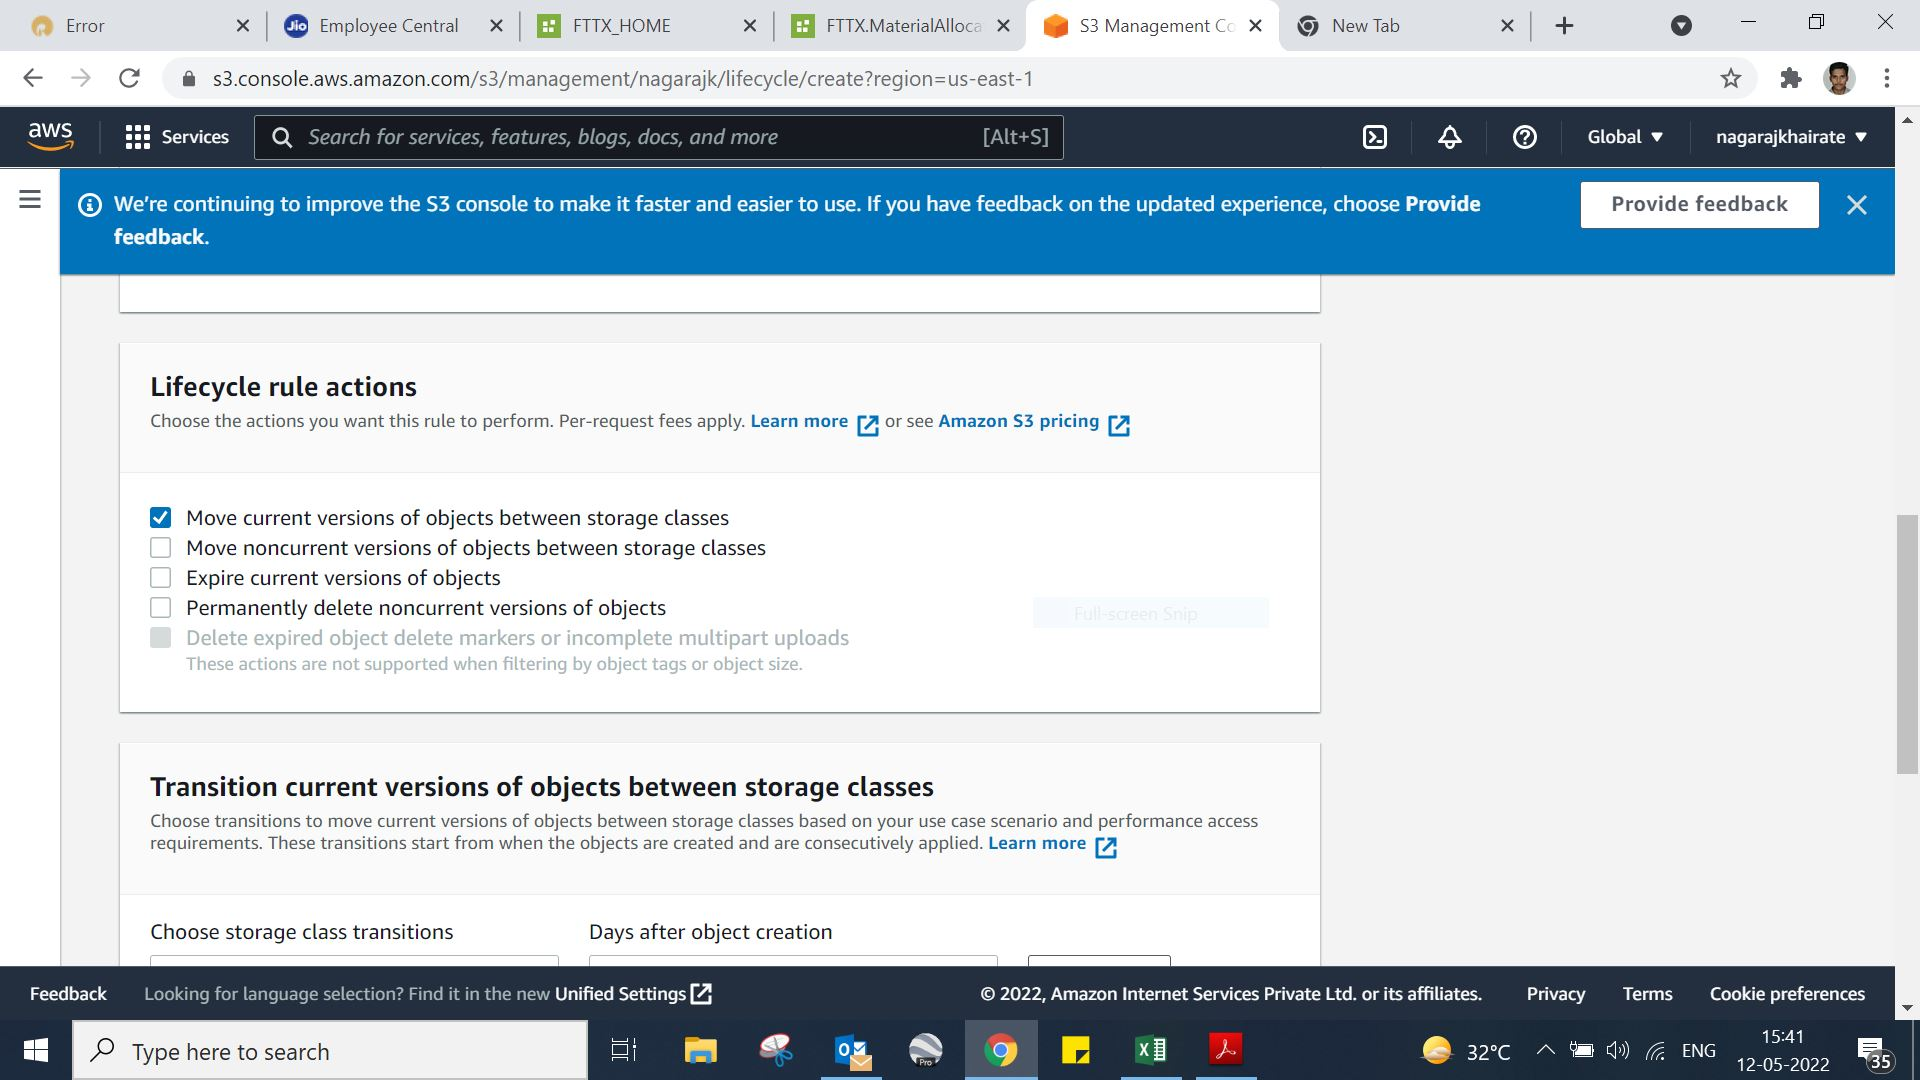 Error
Employee Central
FTTX_HOME
FTTX.MaterialAlloca
S3 Management Co
New Tab
s3.console.aws.amazon.com/s3/management/nagarajk/lifecycle/create?region=us-east-1
aws
Services
Search for services, features, blogs, docs, and more
[Alt+S]
Global
nagarajkhairate
We're continuing to improve the S3 console to make it faster and easier to use. If you have feedback on the updated experience, choose Provide
feedback.
Provide feedback
Lifecycle rule actions
Choose the actions you want this rule to perform. Per-request fees apply. Learn more or see Amazon S3 pricing
Move current versions of objects between storage classes
Move noncurrent versions of objects between storage classes
Expire current versions of objects
Permanently delete noncurrent versions of objects
Full-screen Snip
Delete expired object delete markers or incomplete multipart uploads
These actions are not supported when filtering by object tags or object size.
Transition current versions of objects between storage classes
Choose transitions to move current versions of objects between storage classes based on your use case scenario and performance access
requirements. These transitions start from when the objects are created and are consecutively applied. Learn more
Choose storage class transitions
Days after object creation
Feedback
Looking for language selection? Find it in the new Unified Settings
© 2022, Amazon Internet Services Private Ltd. or its affiliates.
Privacy
Terms
Cookie preferences
Type here to search
Pro
32°C
ENG
15:41
12-05-2022
35
Jio